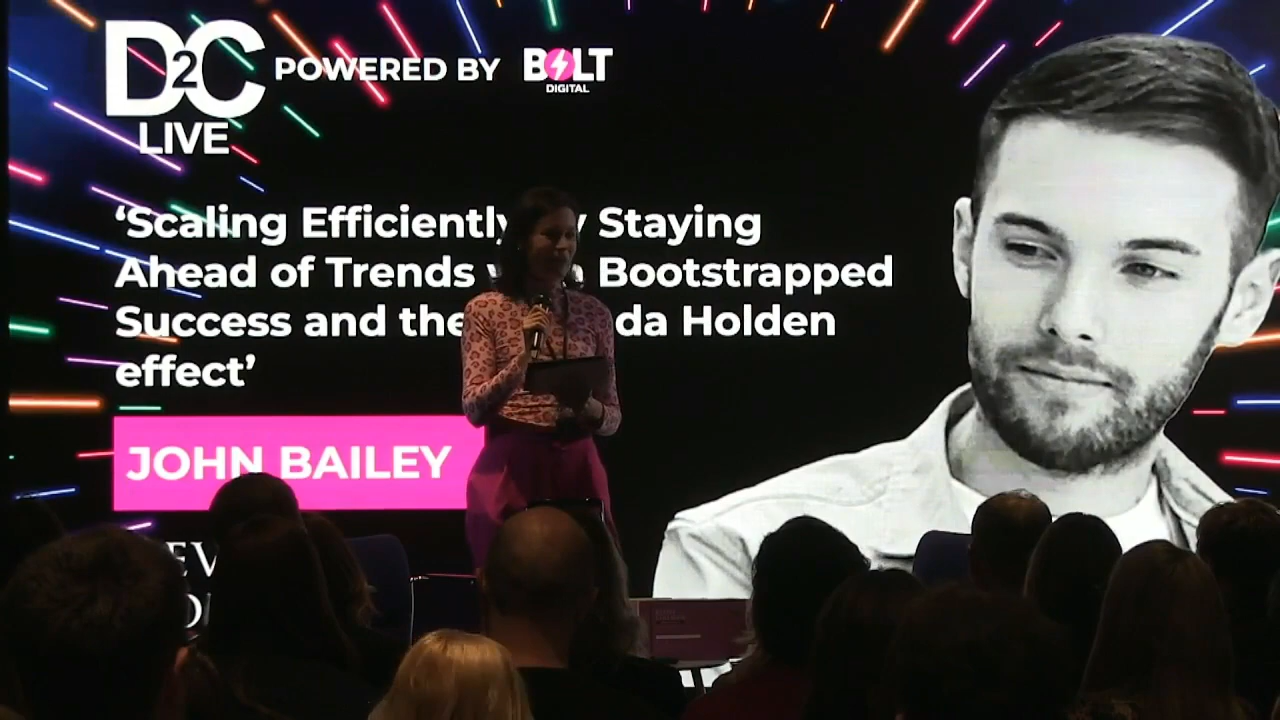 D2C
LIVE
POWERED BY
BOLT
DIGITAL
‘Scaling Efficiently Staying
Ahead of Trends Bootstrapped
Success and the Holden
effect’
JOHN BAILEY